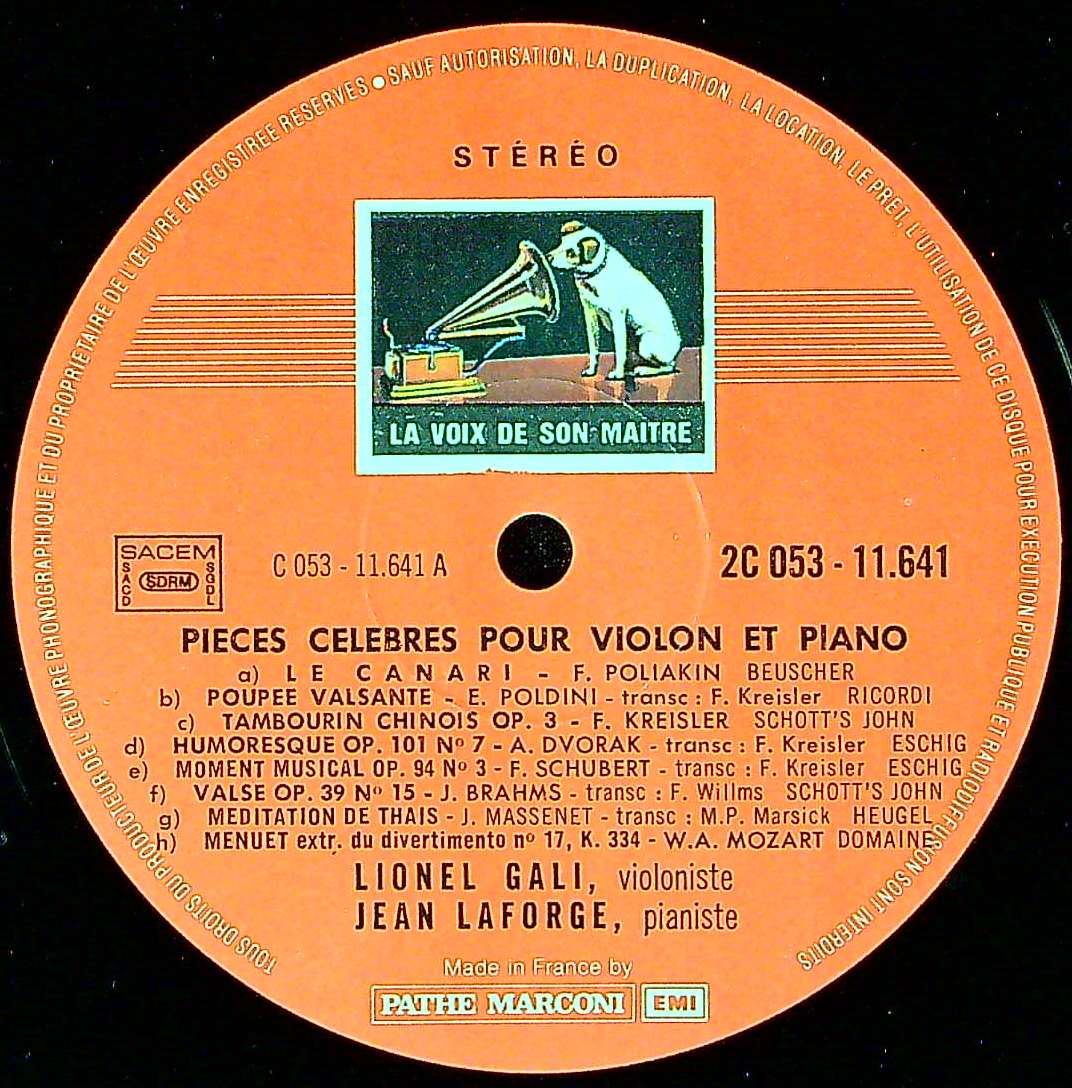 TOUS DROITS DU PRODUCTEUR DE L'ŒUVRE PHONOGRAPHIQUE ET DU PROPRIETAIRE DE L'ŒUVRE ENREGISTREE RESERVES ● SAUF AUTORISATION, LA DUPLICATION, LA LOCATION, LE PRET, L'UTILISATION DE CE DISQUE POUR EXECUTION PUBLIQUE ET RADIODIFFUSION SONT INTERDITS
STÉRÉO
LA VOIX DE SON MAITRE
SACEM
SACD SDRM SGDL
C 053 - 11.641 A
2C 053 - 11.641
PIECES CELEBRES POUR VIOLON ET PIANO
a) LE CANARI - F. POLIAKIN BEUSCHER
b) POUPEE VALSANTE - E. POLDINI - transc : F. Kreisler RICORDI
c) TAMBOURIN CHINOIS OP. 3 - F. KREISLER SCHOTT'S JOHN
d) HUMORESQUE OP. 101 Nº 7 - A. DVORAK - transc : F. Kreisler ESCHIG
e) MOMENT MUSICAL OP. 94 Nº 3 - F. SCHUBERT - transc : F. Kreisler ESCHIG
f) VALSE OP. 39 Nº 15 - J. BRAHMS - transc : F. Willms SCHOTT'S JOHN
g) MEDITATION DE THAIS - J. MASSENET - transc : M.P. Marsick HEUGEL
h) MENUET extr. du divertimento nº 17, K. 334 - W.A. MOZART DOMAINE
LIONEL GALI, violoniste
JEAN LAFORGE, pianiste
Made in France by
PATHE MARCONI EMI